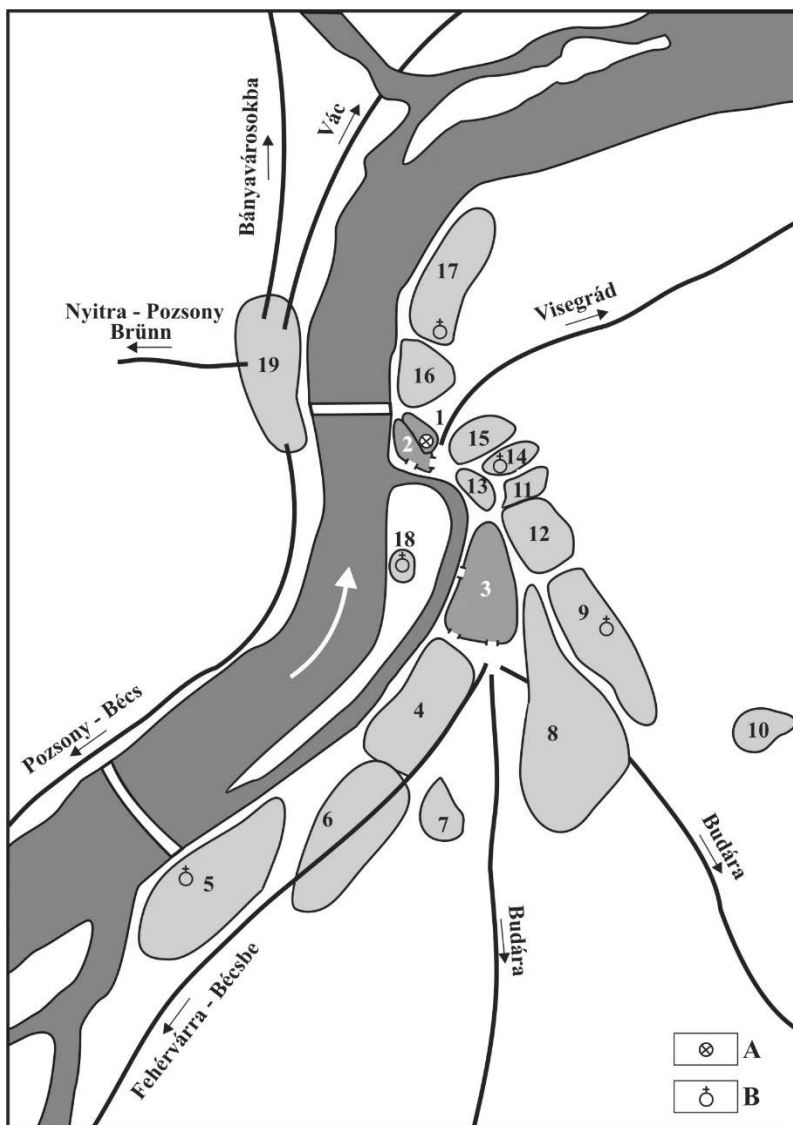 Bányavárosokba
Vác
17
Visegrád
Nyitra - Pozsony
Brünn
19
16
1
2
15
14
13
11
12
18
3
9
4
8
10
Pozsony - Bécs
6
7
5
Budára
Budára
Fehérvárra - Bécsbe
A
B